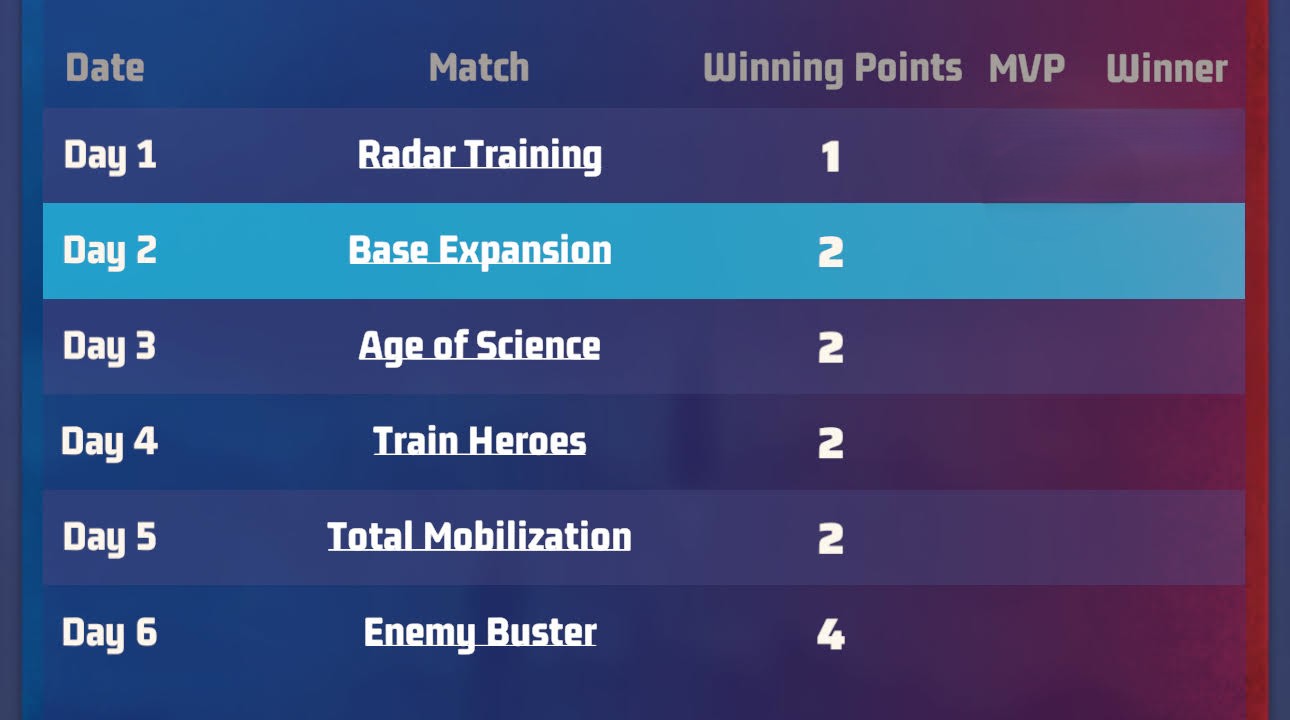 Date Match Winning Points MVP Winner
Day 1 Radar Training 1
Day 2 Base Expansion 2
Day 3 Age of Science 2
Day 4 Train Heroes 2
Day 5 Total Mobilization 2
Day 6 Enemy Buster 4